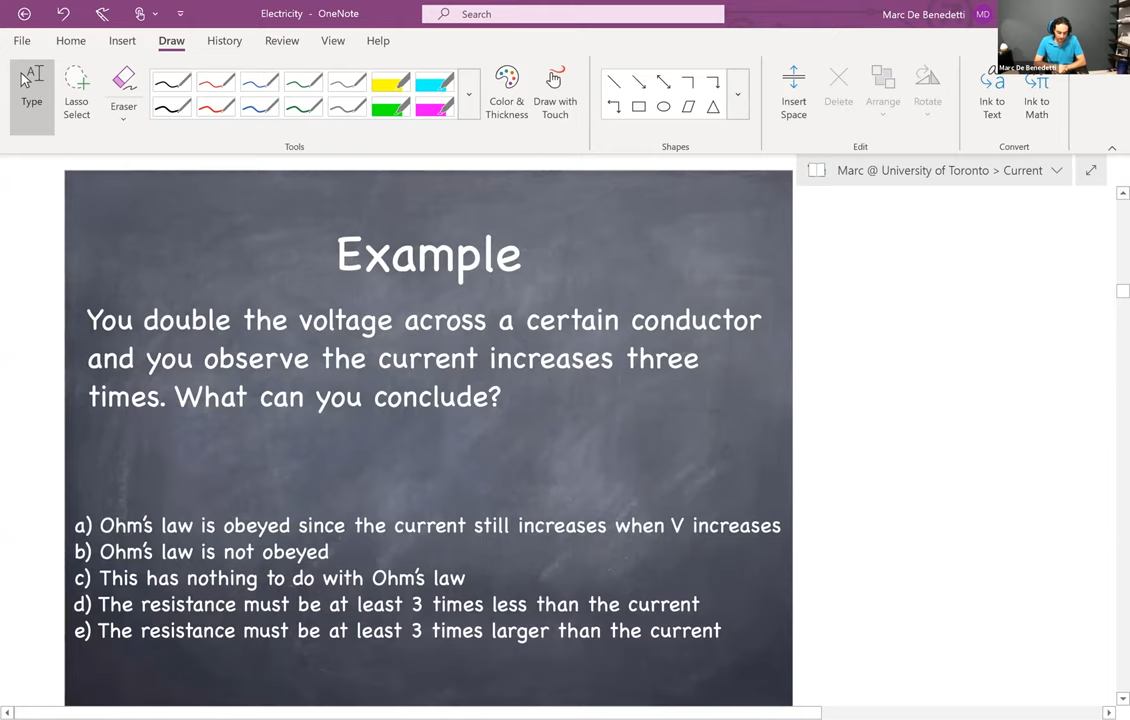 Electricity - OneNote
Search
Marc De Benedetti
MD
File
Home
Insert
Draw
History
Review
View
Help
Marc De Benedetti
Type
Lasso
Select
Eraser
Color &
Thickness
Draw with
Touch
Insert
Space
Delete
Arrange
Rotate
Ink to
Text
Ink to
Math
Tools
Shapes
Edit
Convert
Marc @ University of Toronto > Current
Example
You double the voltage across a certain conductor
and you observe the current increases three
times. What can you conclude?
a) Ohm's law is obeyed since the current still increases when V increases
b) Ohm's law is not obeyed
c) This has nothing to do with Ohm's law
d) The resistance must be at least 3 times less than the current
e) The resistance must be at least 3 times larger than the current